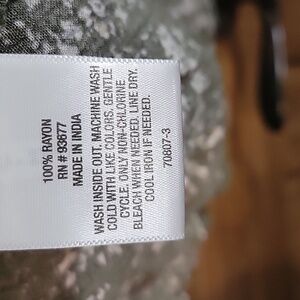 100% RAYON
RN # 93677
MADE IN INDIA
WASH INSIDE OUT. MACHINE WASH
COLD WITH LIKE COLORS. GENTLE
CYCLE. ONLY NON-CHLORINE
BLEACH WHEN NEEDED. LINE DRY.
COOL IRON IF NEEDED.
70807-3